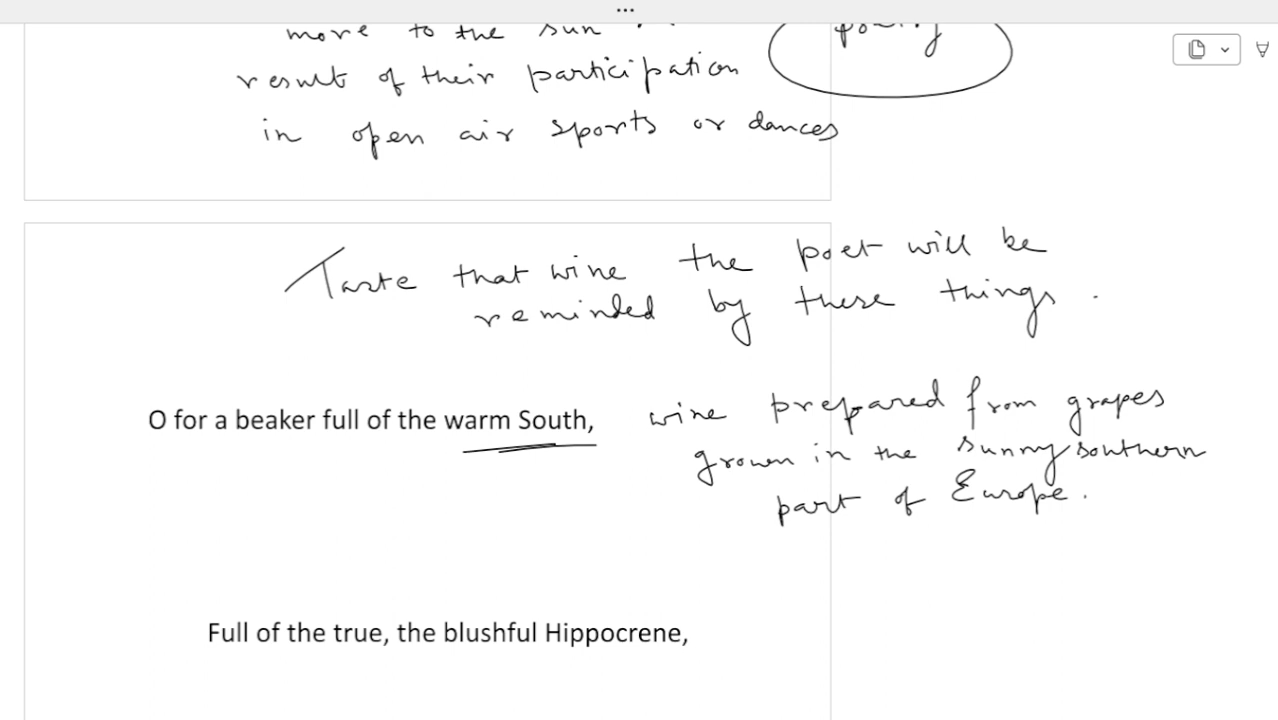 ...
more to the sun
result of their participation
in open air sports or dances
Taste that wine the poet will be
reminded by these things.
O for a beaker full of the warm South,
wine prepared from grapes
grown in the sunny southern
part of Europe.
Full of the true, the blushful Hippocrene,